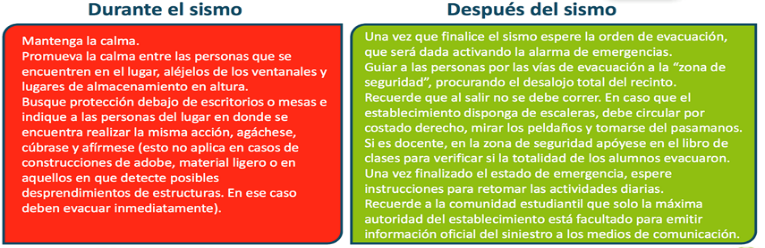 Durante el sismo
Mantenga la calma.
Promueva la calma entre las personas que se
encuentren en el lugar, aléjelos de los ventanales y
lugares de almacenamiento en altura.
Busque protección debajo de escritorios o mesas e
indique a las personas del lugar en donde se
encuentra realizar la misma acción, agáchese,
cúbrase y afírmese (esto no aplica en casos de
construcciones de adobe, material ligero o en
aquellos en que detecte posibles
desprendimientos de estructuras. En ese caso
deben evacuar inmediatamente).
Después del sismo
Una vez que finalice el sismo espere la orden de evacuación,
que será dada activando la alarma de emergencias.
Guiar a las personas por las vías de evacuación a la “zona de
seguridad”, procurando el desalojo total del recinto.
Recuerde que al salir no se debe correr. En caso que el
establecimiento disponga de escaleras, debe circular por
costado derecho, mirar los peldaños y tomarse del pasamanos.
Si es docente, en la zona de seguridad apóyese en el libro de
clases para verificar si la totalidad de los alumnos evacuaron.
Una vez finalizado el estado de emergencia, espere
instrucciones para retomar las actividades diarias.
Recuerde a la comunidad estudiantil que solo la máxima
autoridad del establecimiento está facultado para emitir
información oficial del siniestro a los medios de comunicación.